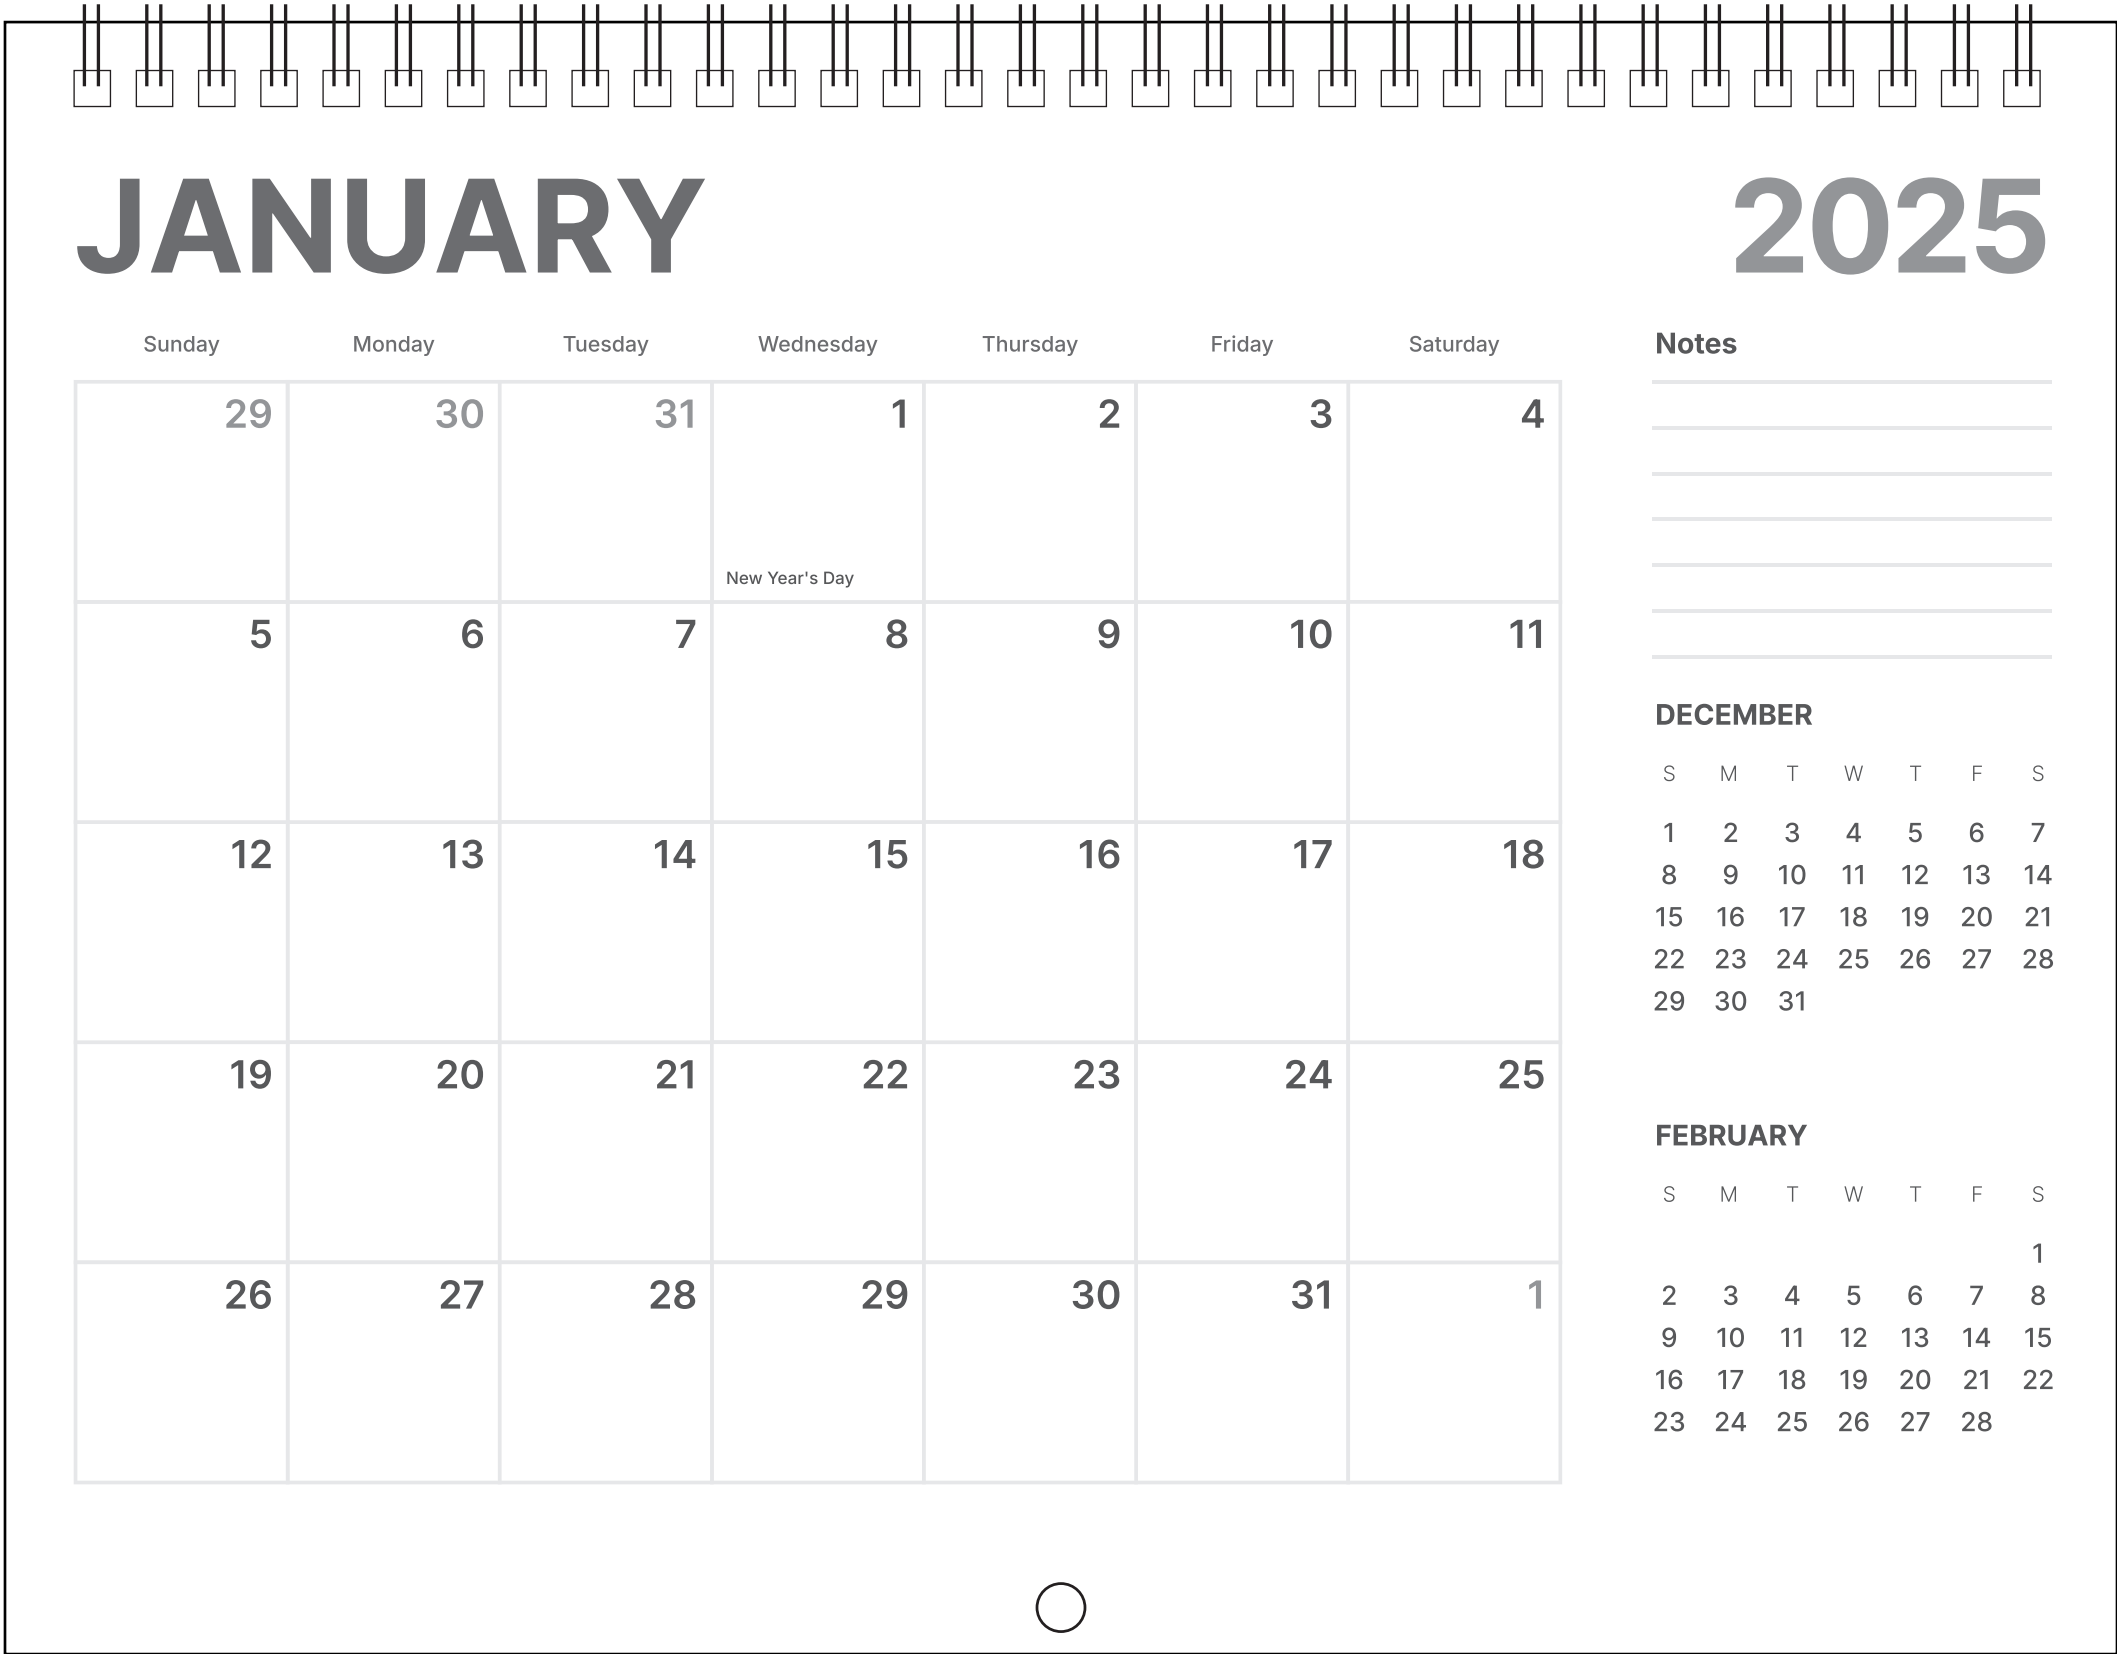 JANUARY 2025
Sunday Monday Tuesday Wednesday Thursday Friday Saturday
29 30 31 1 2 3 4
New Year's Day
5 6 7 8 9 10 11
12 13 14 15 16 17 18
19 20 21 22 23 24 25
26 27 28 29 30 31 1
Notes
DECEMBER
S M T W T F S
1 2 3 4 5 6 7
8 9 10 11 12 13 14
15 16 17 18 19 20 21
22 23 24 25 26 27 28
29 30 31
FEBRUARY
S M T W T F S
1
2 3 4 5 6 7 8
9 10 11 12 13 14 15
16 17 18 19 20 21 22
23 24 25 26 27 28